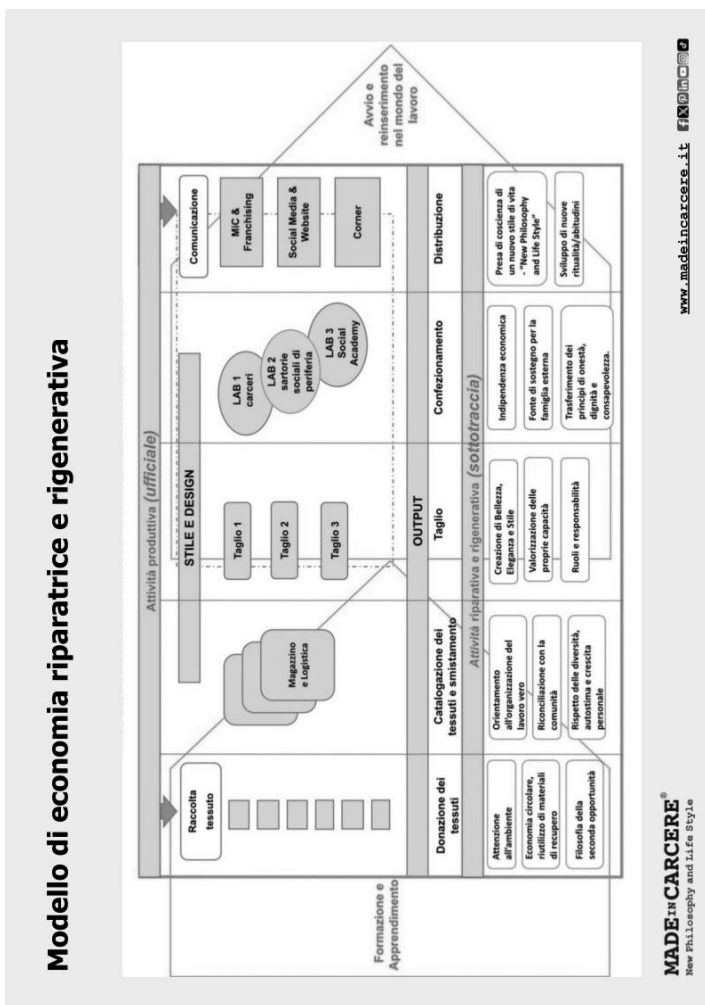 Modello di economia riparatrice e rigenerativa
Formazione e
Apprendimento
Attività produttiva (ufficiale)
STILE E DESIGN
Raccolta
tessuto
Magazzino
e Logistica
Taglio 1
Taglio 2
Taglio 3
LAB 1
carceri
LAB 2
sartorie
sociali di
periferia
LAB 3
Social
Academy
Comunicazione
MiC &
Franchising
Social Media &
Website
Corner
Avvio e
reinserimento
nel mondo del
lavoro
OUTPUT
Donazione dei
tessuti
Catalogazione dei
tessuti e smistamento
Taglio
Confezionamento
Distribuzione
Attività riparativa e rigenerativa (sottotraccia)
Attenzione
all'ambiente
Economia circolare,
riutilizzo di materiali
di recupero
Filosofia della
seconda opportunità
Orientamento
all'organizzazione del
lavoro vero
Riconciliazione con la
comunità
Rispetto delle diversità,
autostima e crescita
personale
Creazione di Bellezza,
Eleganza e Stile
Valorizzazione delle
proprie capacità
Ruoli e responsabilità
Indipendenza economica
Fonte di sostegno per la
famiglia esterna
Trasferimento dei
principi di onestà,
dignità e
consapevolezza.
Presa di coscienza di
un nuovo stile di vita
- "New Philosophy
and Life Style"
Sviluppo di nuove
ritualità/abitudini
MADE IN CARCERE®
New Philosophy and Life Style
www.madeincarcere.it